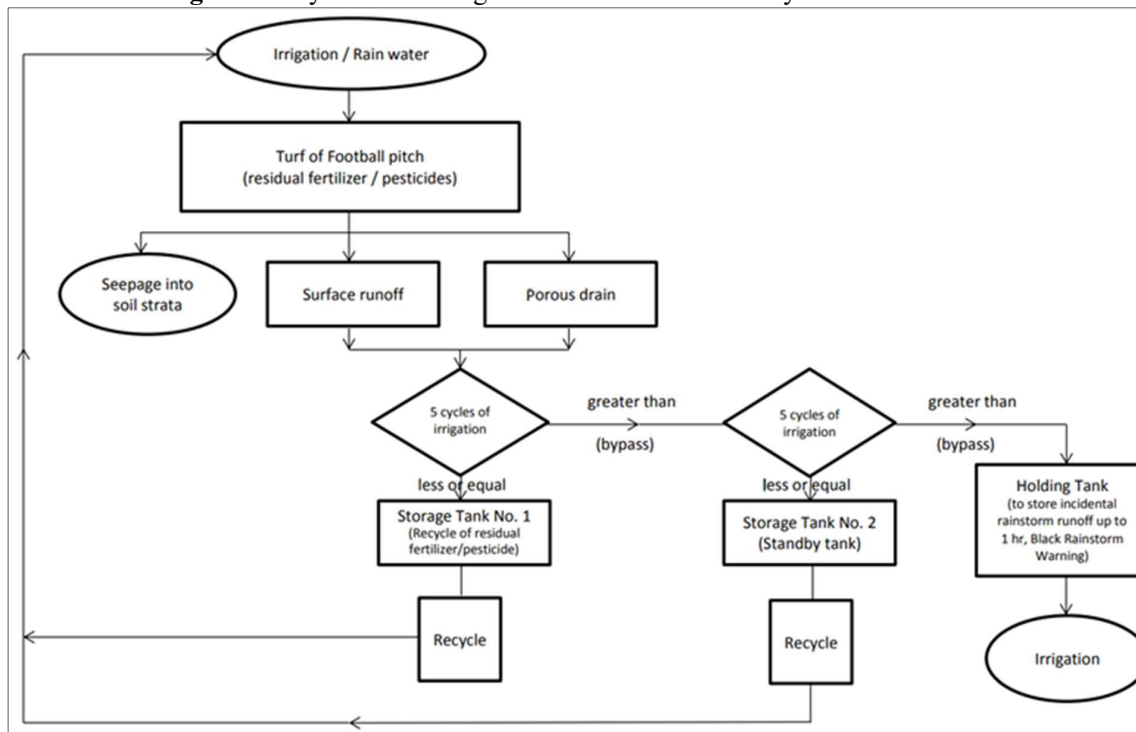 Irrigation / Rain water
Turf of Football pitch
(residual fertilizer / pesticides)
Seepage into
soil strata
Surface runoff
Porous drain
5 cycles of
irrigation
greater than
(bypass)
5 cycles of
irrigation
greater than
(bypass)
less or equal
less or equal
Storage Tank No. 1
(Recycle of residual
fertilizer/pesticide)
Storage Tank No. 2
(Standby tank)
Holding Tank
(to store incidental
rainstorm runoff up to
1 hr, Black Rainstorm
Warning)
Recycle
Recycle
Irrigation